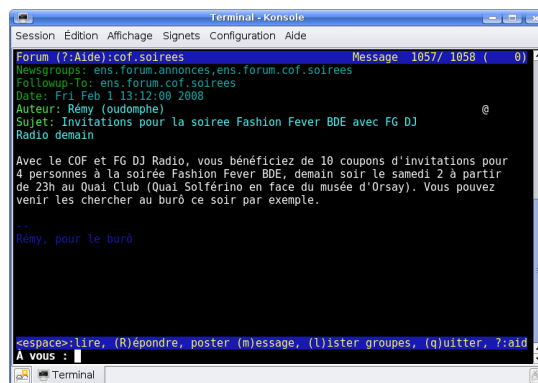 Terminal - Konsole
Session Édition Affichage Signets Configuration Aide
Forum (?:Aide):cof.soirees Message 1057/ 1058 ( 0)
Newsgroups: ens.forum.annonces,ens.forum.cof.soirees
Followup-To: ens.forum.cof.soirees
Date: Fri Feb 1 13:12:00 2008
Auteur: Rémy (oudomphe) @
Sujet: Invitations pour la soiree Fashion Fever BDE avec FG DJ
Radio demain
Avec le COF et FG DJ Radio, vous bénéficiez de 10 coupons d'invitations pour
4 personnes à la soirée Fashion Fever BDE, demain soir le samedi 2 à partir
de 23h au Quai Club (Quai Solférino en face du musée d'Orsay). Vous pouvez
venir les chercher au burô ce soir par exemple.
--
Rémy, pour le burô
<espace>:lire, (R)épondre, poster (m)essage, (l)ister groupes, (q)uitter, ?:aid
À vous :
Terminal